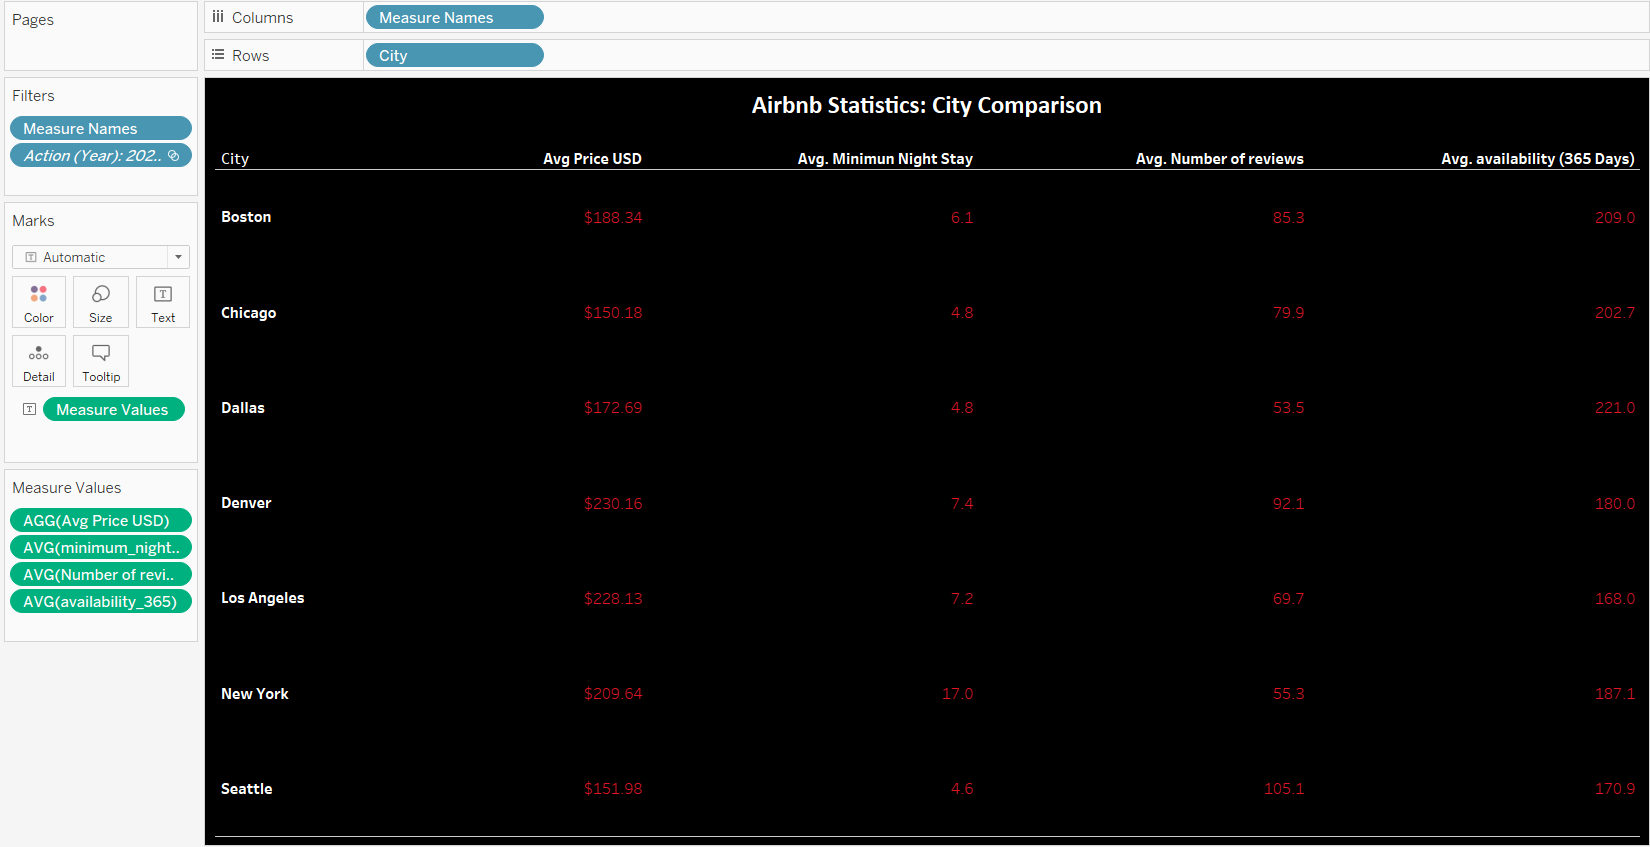 Pages
Columns
Measure Names
Rows
City
Filters
Measure Names
Action (Year): 202..
Marks
Automatic
Color
Size
Text
Detail
Tooltip
Measure Values
Measure Values
AGG(Avg Price USD)
AVG(minimum_night..
AVG(Number of revi..
AVG(availability_365)
Airbnb Statistics: City Comparison
City Avg Price USD Avg. Minimun Night Stay Avg. Number of reviews Avg. availability (365 Days)
Boston $188.34 6.1 85.3 209.0
Chicago $150.18 4.8 79.9 202.7
Dallas $172.69 4.8 53.5 221.0
Denver $230.16 7.4 92.1 180.0
Los Angeles $228.13 7.2 69.7 168.0
New York $209.64 17.0 55.3 187.1
Seattle $151.98 4.6 105.1 170.9